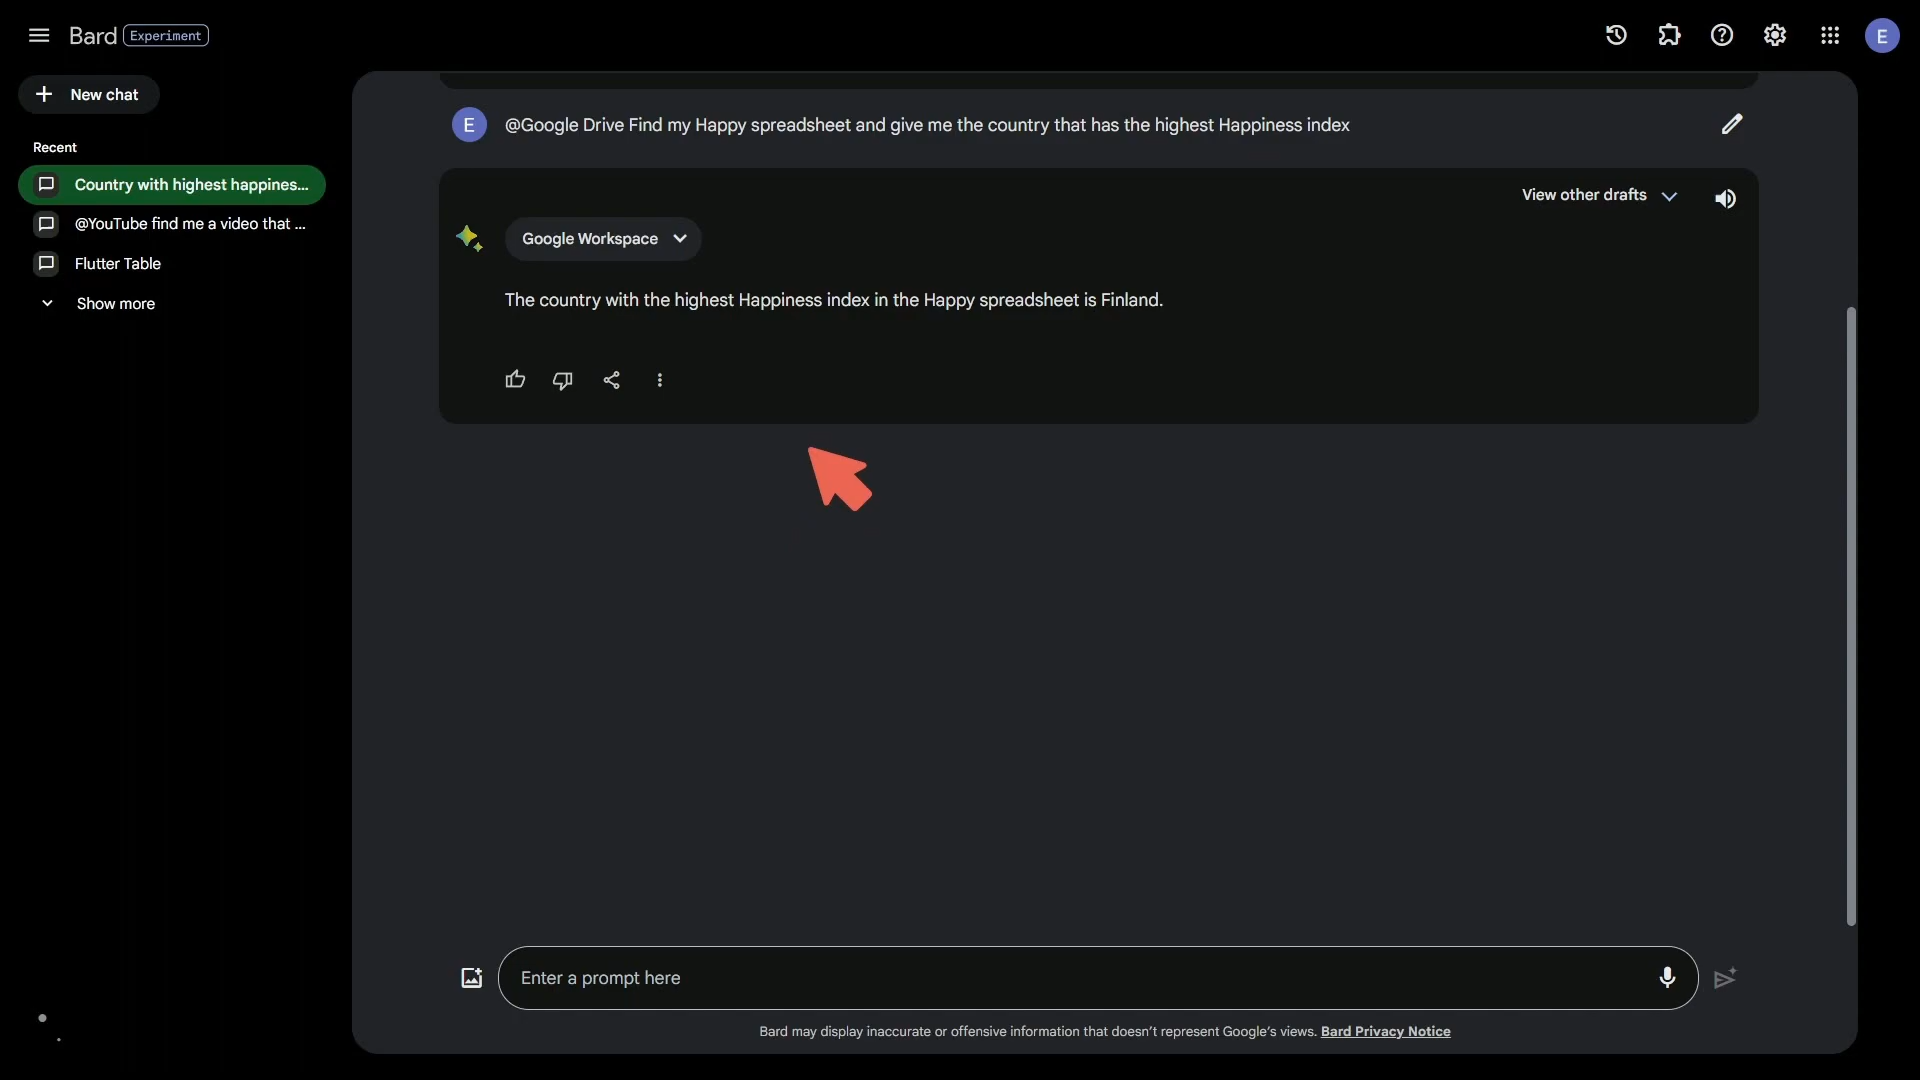 Bard Experiment
E
New chat
Recent
Country with highest happines...
@YouTube find me a video that ...
Flutter Table
Show more
E @Google Drive Find my Happy spreadsheet and give me the country that has the highest Happiness index
View other drafts
Google Workspace
The country with the highest Happiness index in the Happy spreadsheet is Finland.
Enter a prompt here
Bard may display inaccurate or offensive information that doesn't represent Google's views. Bard Privacy Notice